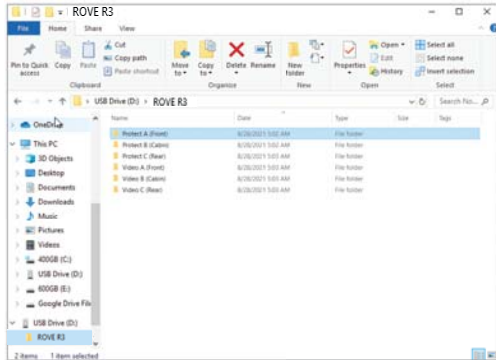 ROVE R3
File Home Share View
Pin to Quick access
Copy
Paste
Cut
Copy path
Paste shortcut
Move to
Copy to
Delete
Rename
New folder
Properties
Open
Edit
History
Select all
Select none
Invert selection
Clipboard Organize New Open Select
USB Drive (D:) › ROVE R3
Search No...
Name Date Type Size Tags
Protect A (Front) 8/28/2021 5:02 AM File folder
Protect B (Cabin) 8/28/2021 5:02 AM File folder
Protect C (Rear) 8/28/2021 5:03 AM File folder
Video A (Front) 8/28/2021 5:03 AM File folder
Video B (Cabin) 8/28/2021 5:03 AM File folder
Video C (Rear) 8/28/2021 5:03 AM File folder
OneDrive
This PC
3D Objects
Desktop
Documents
Downloads
Music
Pictures
Videos
400GB (C:)
USB Drive (D:)
600GB (E:)
Google Drive File
USB Drive (D:)
ROVE R3
2 items 1 item selected